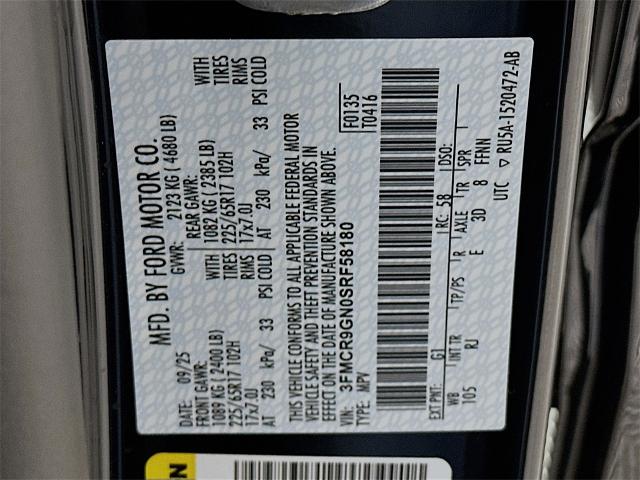 MFD. BY FORD MOTOR CO.
DATE: 09/25 GVWR: 2123 KG ( 4680 LB)
FRONT GAWR: REAR GAWR:
1089 KG ( 2400 LB) WITH 1082 KG ( 2385 LB) WITH
225/65R17 102H TIRES 225/65R17 102H TIRES
17x7.0J RIMS 17x7.0J RIMS
AT 230 kPa/ 33 PSI COLD AT 230 kPa/ 33 PSI COLD
THIS VEHICLE CONFORMS TO ALL APPLICABLE FEDERAL MOTOR
VEHICLE SAFETY AND THEFT PREVENTION STANDARDS IN
EFFECT ON THE DATE OF MANUFACTURE SHOWN ABOVE.
VIN: 3FMCR9GN0SRF58180 F0135
TYPE: MPV T0416
EXT PNT: G1 RC: 58 DSO:
WB INT TR TP/PS R AXLE TR SPR
105 RJ E 3D 8 FFNN
UTC ▽ RU5A-1520472-AB
N